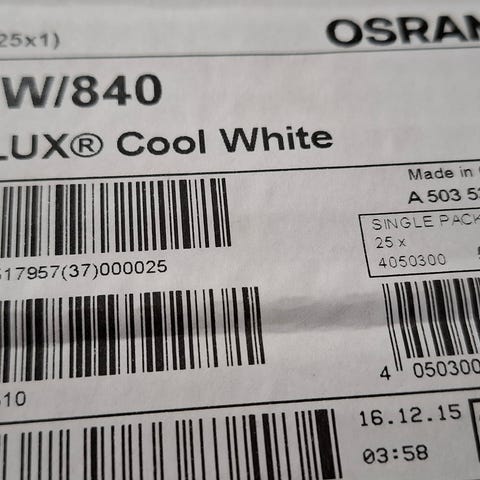 25x1)
OSRAM
W/840
LUX® Cool White
Made in
A 503 5
SINGLE PACK
25 x
4050300
517957(37)000025
4 050300
10
16.12.15
03:58